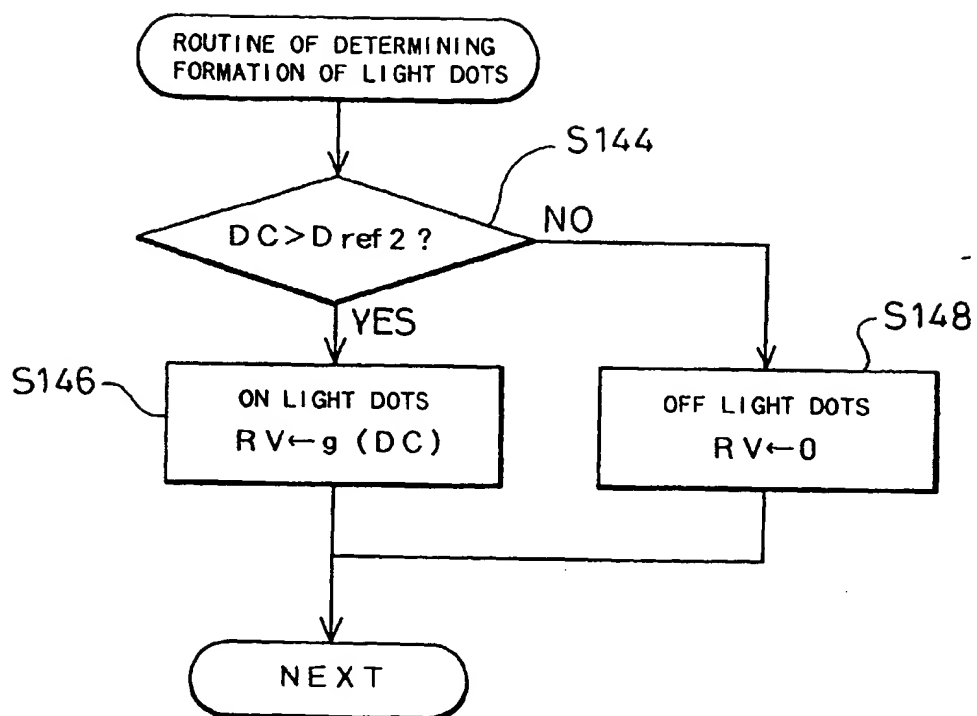 ROUTINE OF DETERMINING
FORMATION OF LIGHT DOTS
S144
DC>Dref2?
NO
YES
S148
S146
ON LIGHT DOTS
RV←g(DC)
OFF LIGHT DOTS
RV←0
NEXT